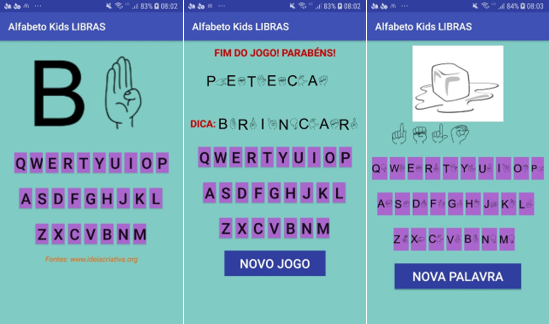 08:02
83%
Alfabeto Kids LIBRAS
B
QWERTYUIOP
ASDFGHJKL
ZXCVBNM
Fontes: www.ideiacriativa.org
83% 08:02
Alfabeto Kids LIBRAS
FIM DO JOGO! PARABÉNS!
PETECA
DICA: BRINCAR
QWERTYUIOP
ASDFGHJKL
ZXCVBNM
NOVO JOGO
84% 08:03
Alfabeto Kids LIBRAS
QWERTYUIOP
ASDFGHJKL
ZXCVBNM
NOVA PALAVRA